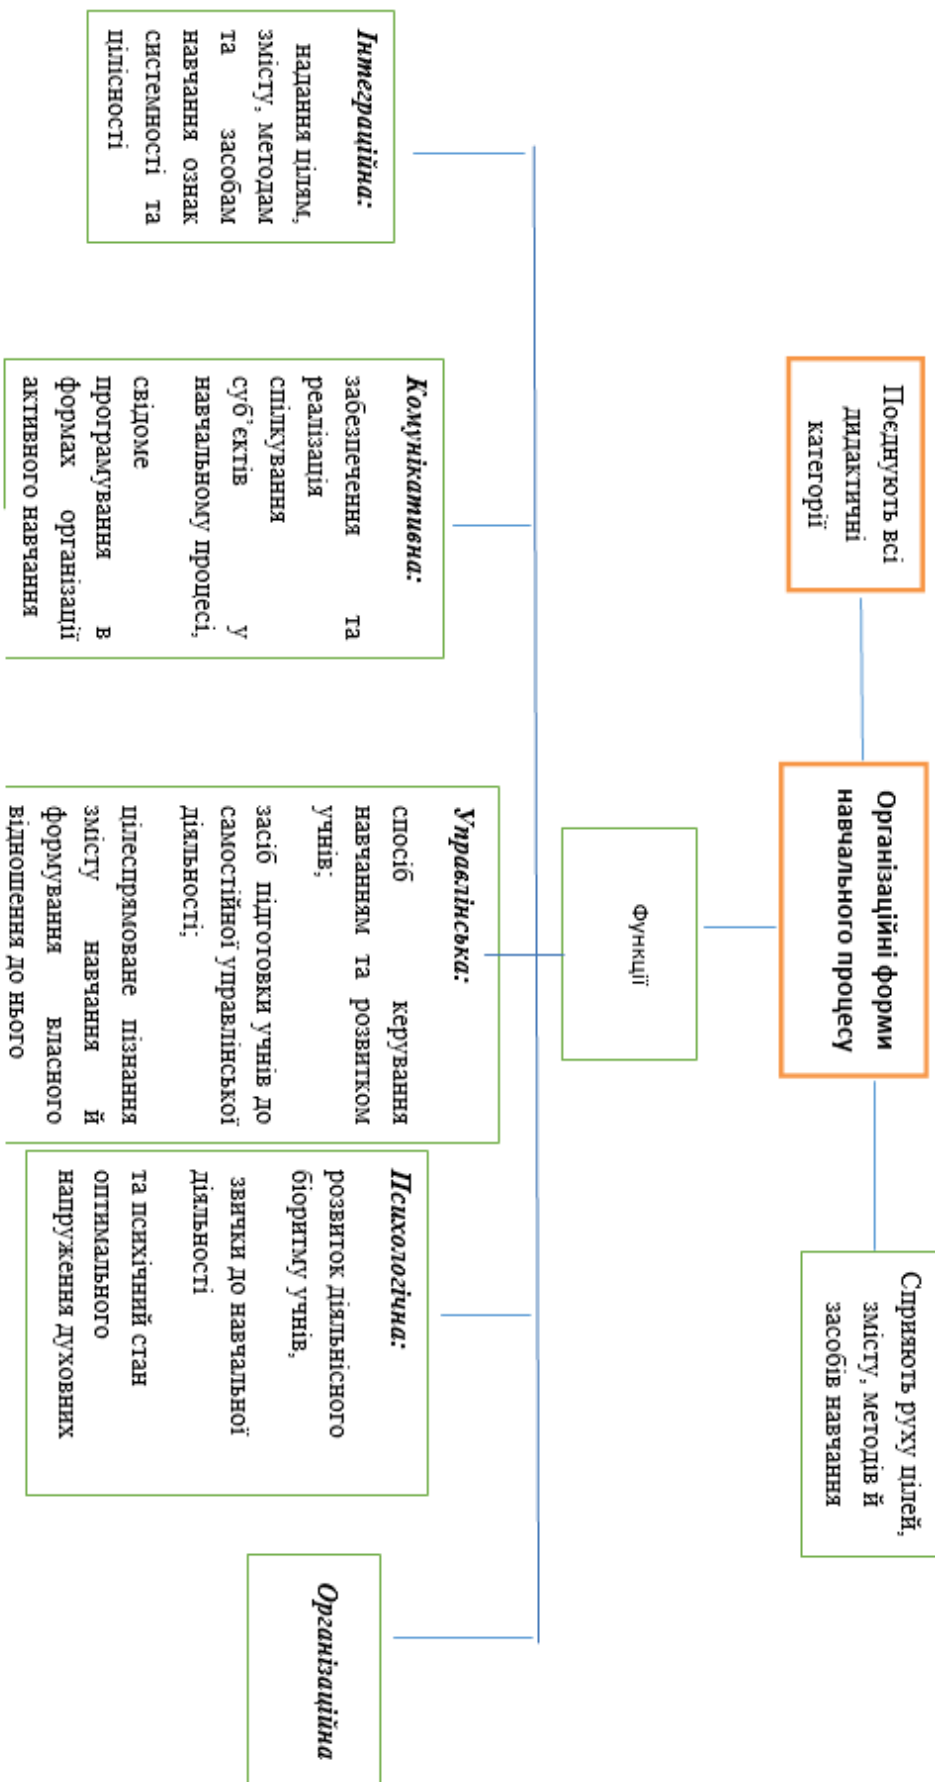 Поєднують всі
дидактичні
категорії
Організаційні форми
навчального процесу
Сприяють руху цілей,
змісту, методів й
засобів навчання
Функції
Інтеграційна:
надання цілям,
змісту, методам
та засобам
навчання ознак
системності та
цілісності
Комунікативна:
забезпечення та
реалізація
спілкування
суб’єктів у
навчальному процесі,
свідоме
програмування в
формах організації
активного навчання
Управлінська:
спосіб керування
навчанням та розвитком
учнів;
засіб підготовки учнів до
самостійної управлінської
діяльності;
цілеспрямоване пізнання
змісту навчання й
формування власного
відношення до нього
Психологічна:
розвиток діяльнісного
біоритму учнів,
звички до навчальної
діяльності
та психічний стан
оптимального
напруження духовних
Організаційна